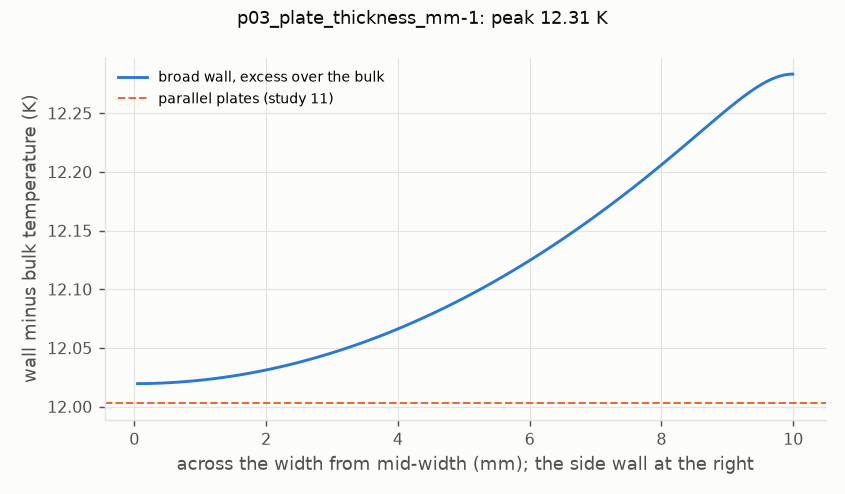 p03_plate_thickness_mm-1: peak 12.31 K
broad wall, excess over the bulk
parallel plates (study 11)
wall minus bulk temperature (K)
12.25
12.20
12.15
12.10
12.05
12.00
0 2 4 6 8 10
across the width from mid-width (mm); the side wall at the right